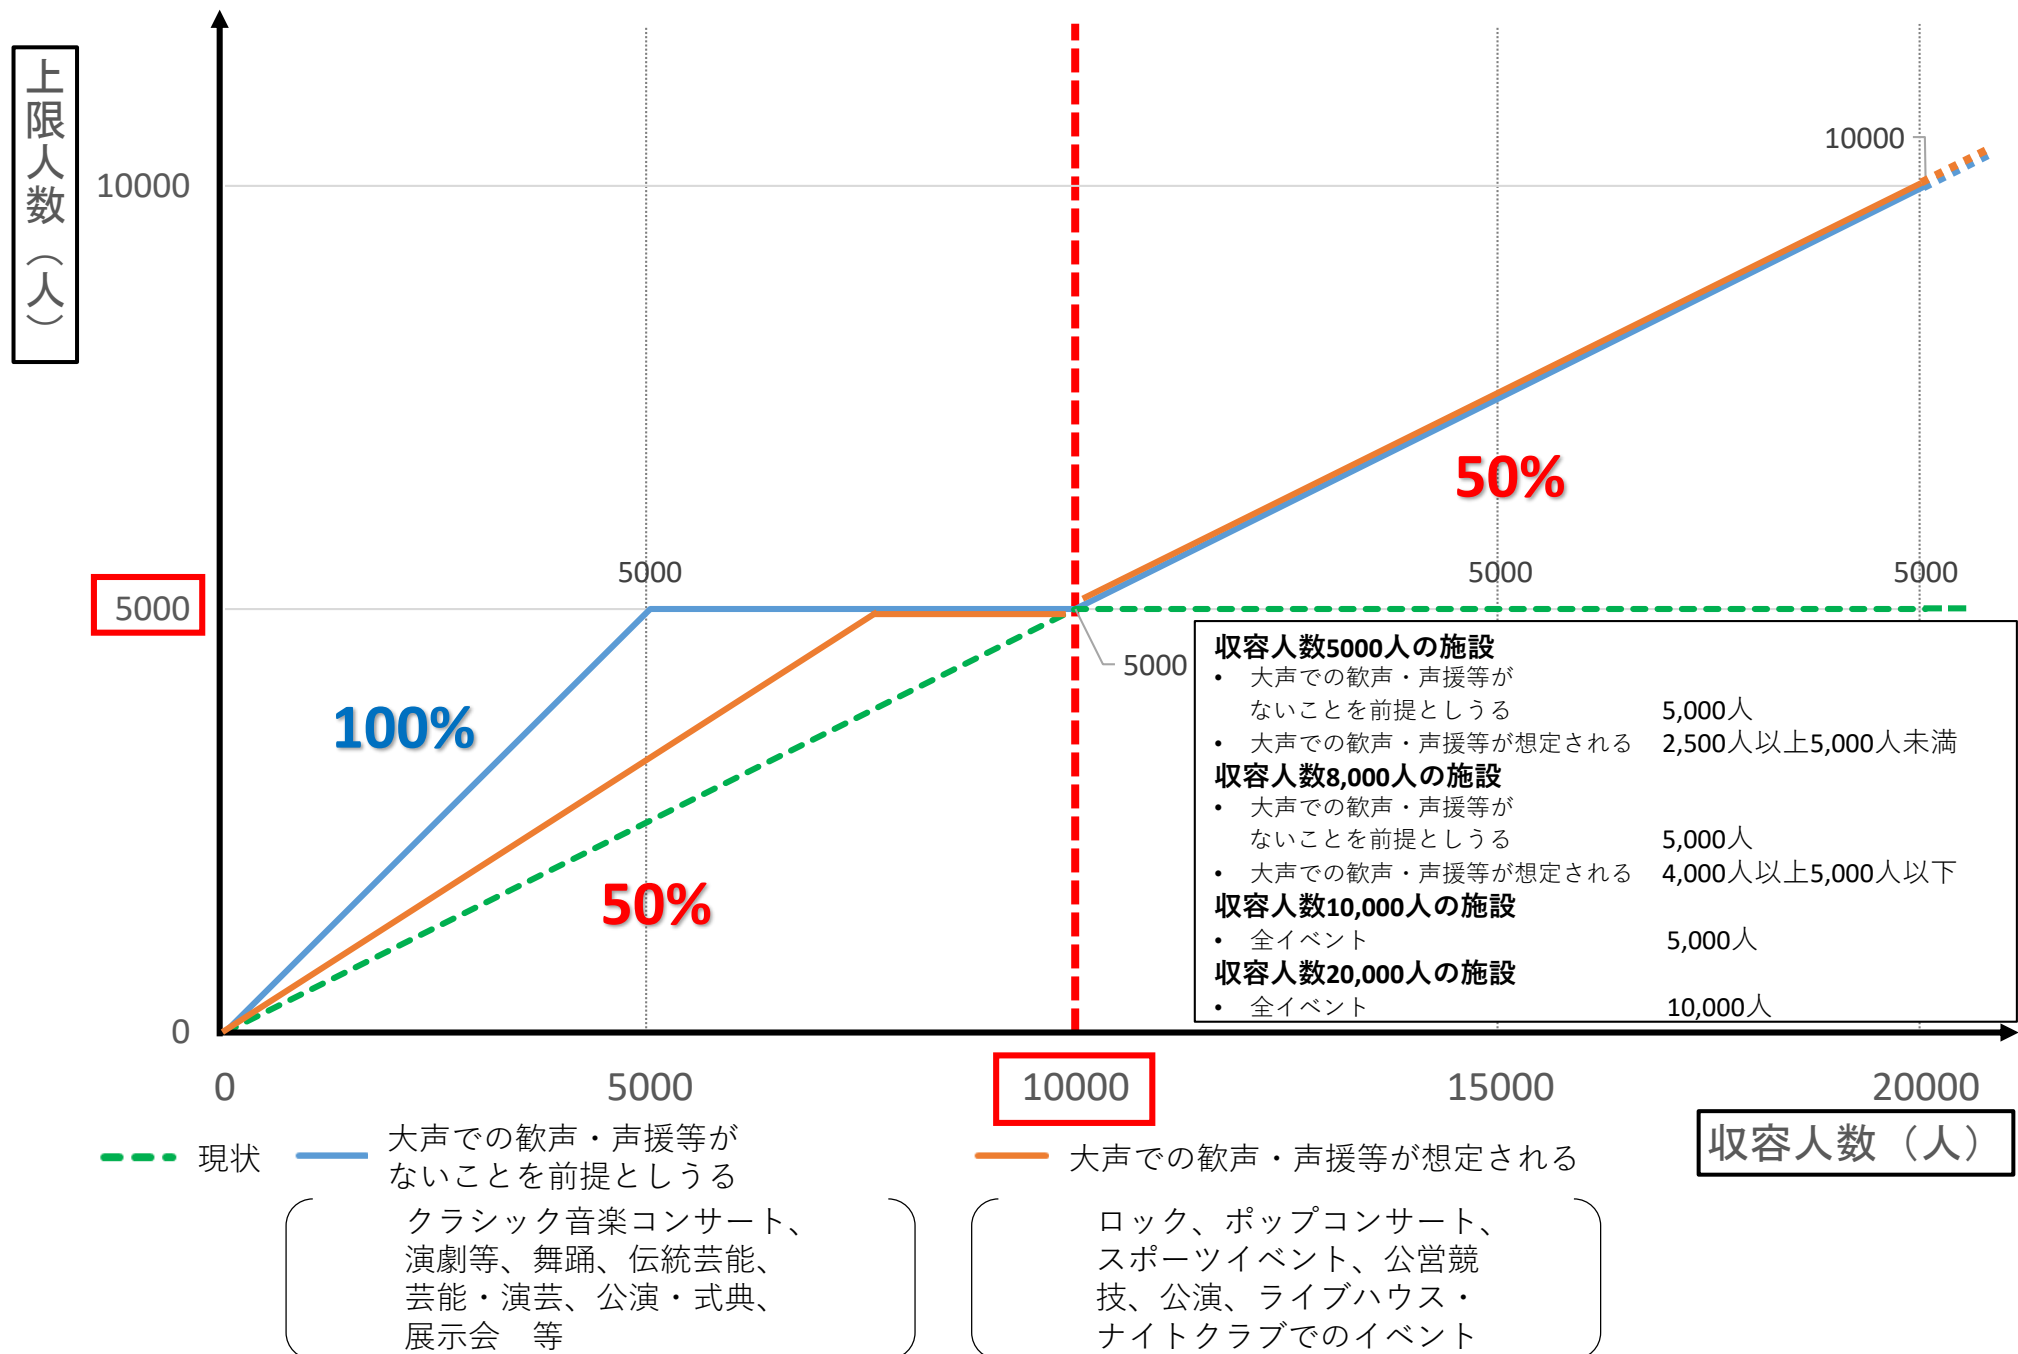 上限人数（人）
10000
5000
0
10000
5000
5000
5000
5000
100%
50%
50%
収容人数5000人の施設
• 大声での歓声・声援等が
ないことを前提としうる 5,000人
• 大声での歓声・声援等が想定される 2,500人以上5,000人未満
収容人数8,000人の施設
• 大声での歓声・声援等が
ないことを前提としうる 5,000人
• 大声での歓声・声援等が想定される 4,000人以上5,000人以下
収容人数10,000人の施設
• 全イベント 5,000人
収容人数20,000人の施設
• 全イベント 10,000人
0 5000 10000 15000 20000
収容人数（人）
現状
大声での歓声・声援等が
ないことを前提としうる
クラシック音楽コンサート、
演劇等、舞踊、伝統芸能、
芸能・演芸、公演・式典、
展示会　等
大声での歓声・声援等が想定される
ロック、ポップコンサート、
スポーツイベント、公営競
技、公演、ライブハウス・
ナイトクラブでのイベント